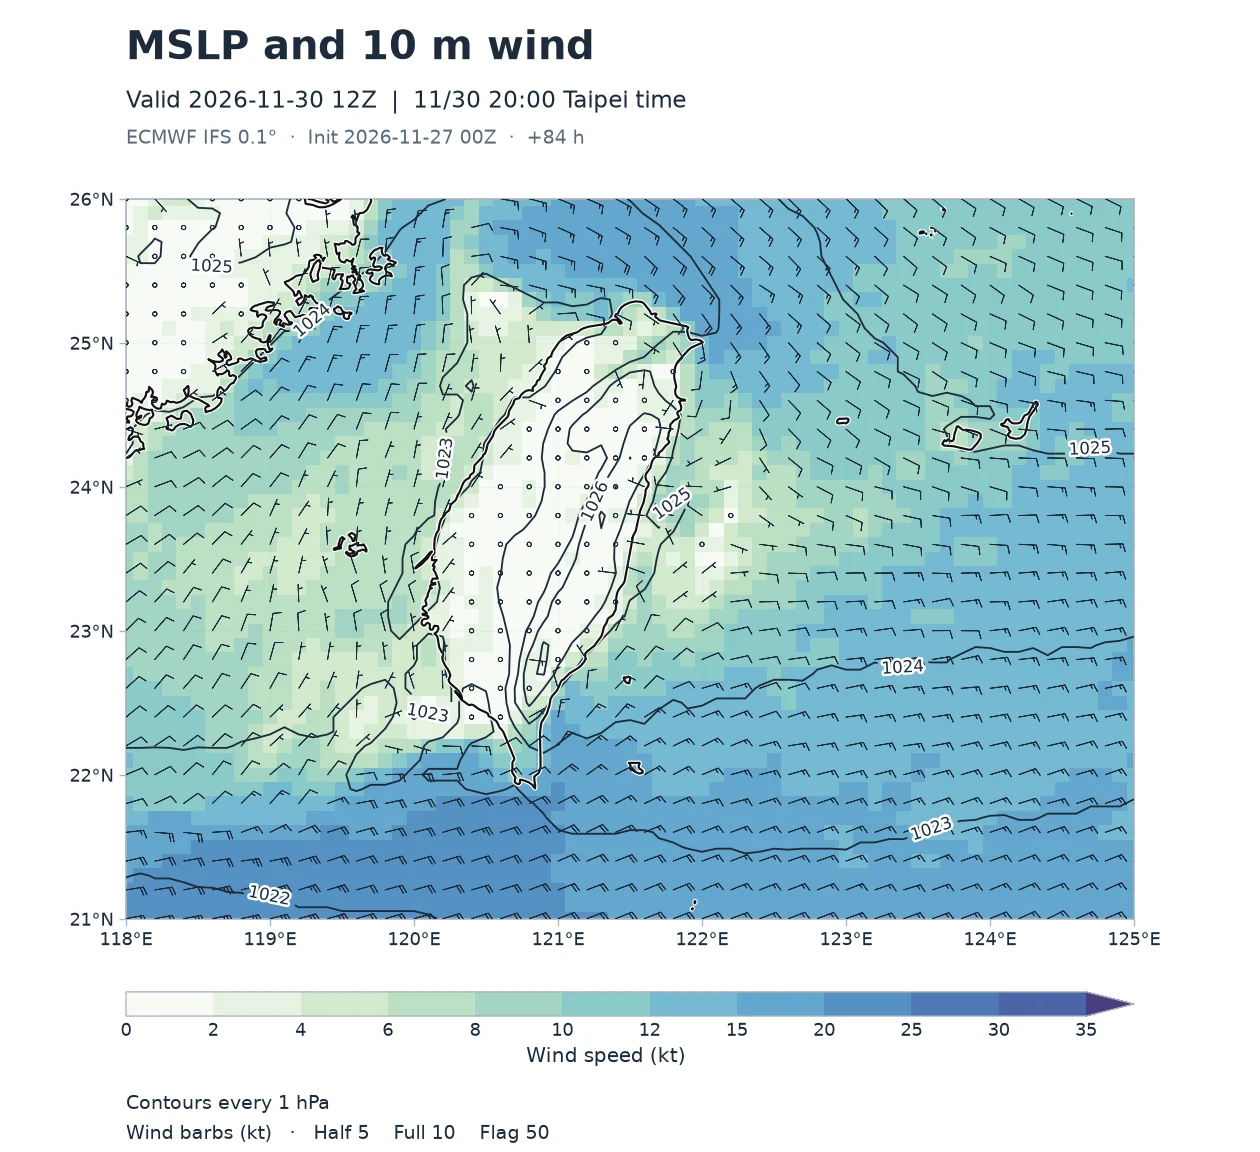 MSLP and 10 m wind
Valid 2026-11-30 12Z | 11/30 20:00 Taipei time
ECMWF IFS 0.1° · Init 2026-11-27 00Z · +84 h
26°N
1025
1024
25°N
1023
1025
24°N
1026
1025
23°N
1024
1023
22°N
1023
1022
21°N
118°E 119°E 120°E 121°E 122°E 123°E 124°E 125°E
0 2 4 6 8 10 12 15 20 25 30 35
Wind speed (kt)
Contours every 1 hPa
Wind barbs (kt) · Half 5 Full 10 Flag 50